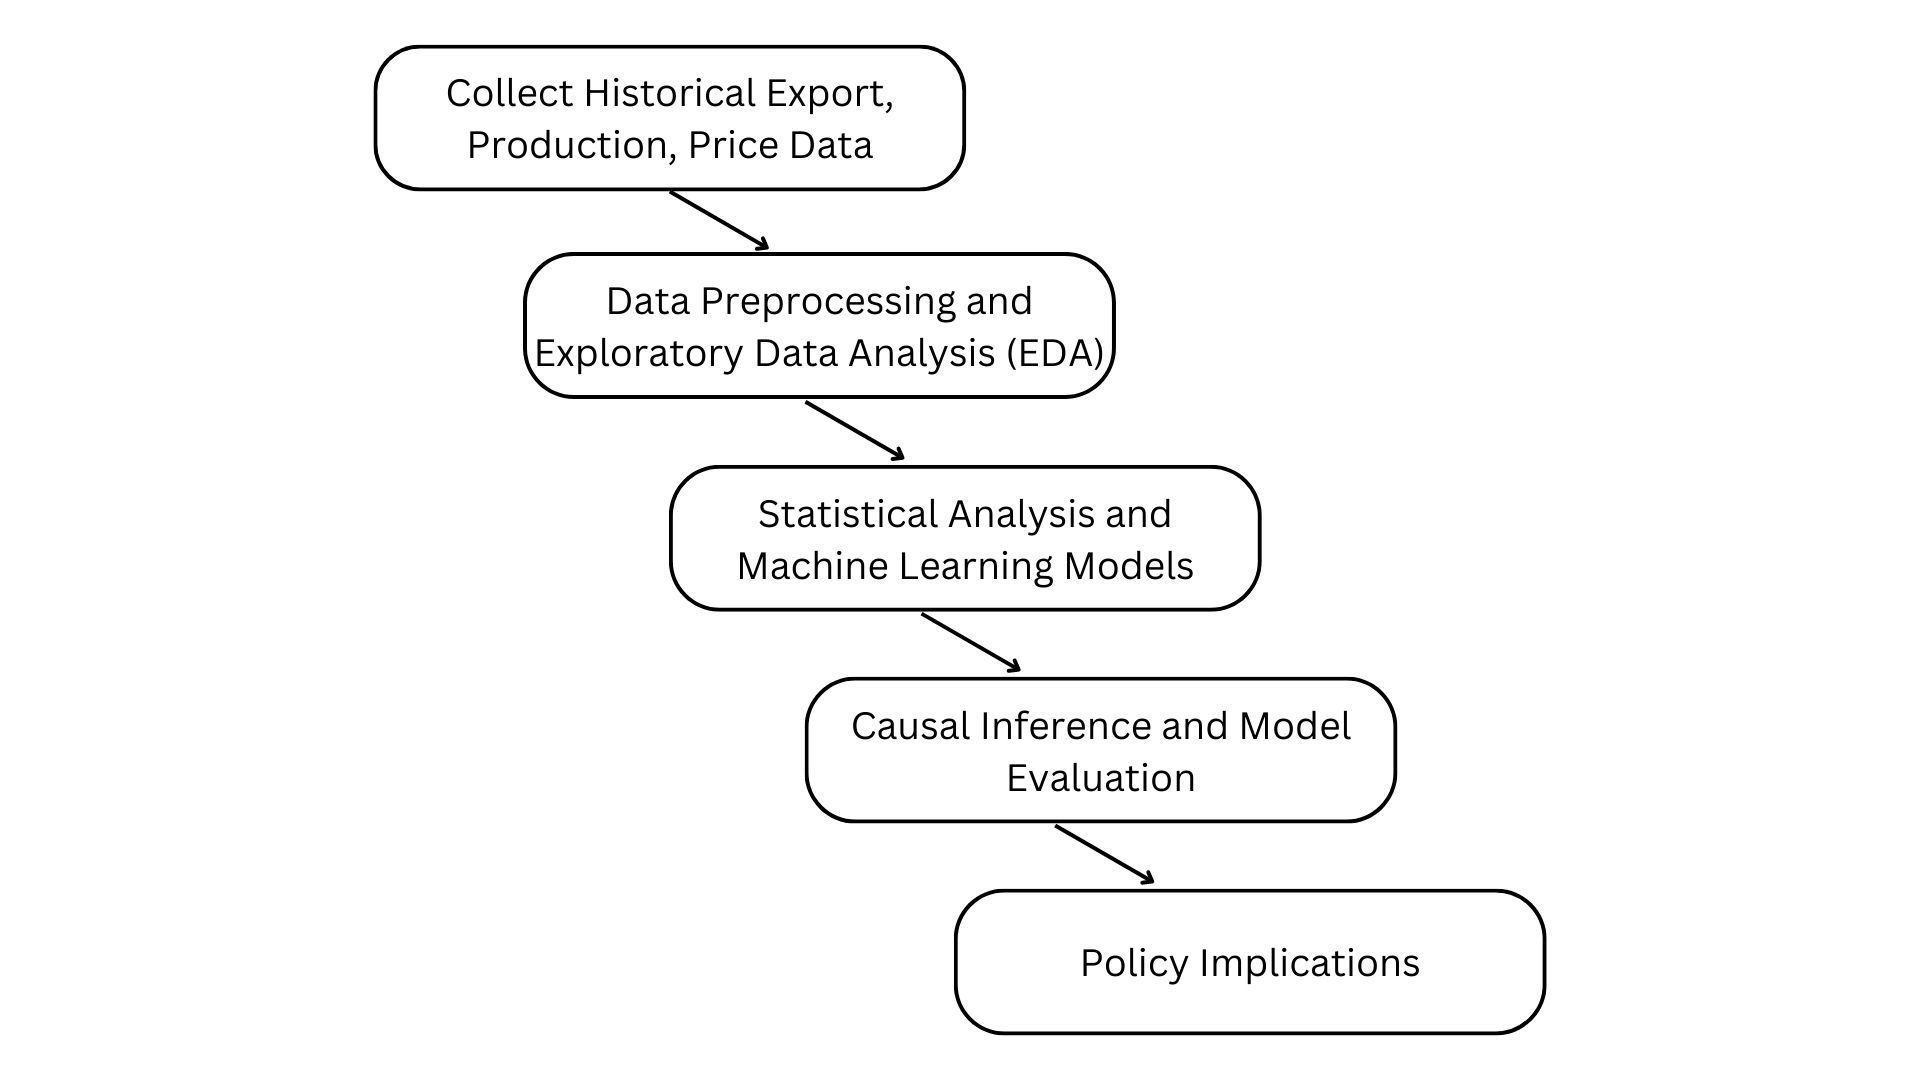 Collect Historical Export,
Production, Price Data
Data Preprocessing and
Exploratory Data Analysis (EDA)
Statistical Analysis and
Machine Learning Models
Causal Inference and Model
Evaluation
Policy Implications